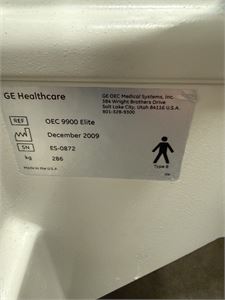 GE Healthcare
GE OEC Medical Systems, Inc.
384 Wright Brothers Drive
Salt Lake City, Utah 84116 U.S.A.
801-328-9300
REF OEC 9900 Elite
December 2009
SN ES-0872
kg 286
Made in the U.S.A
Type B